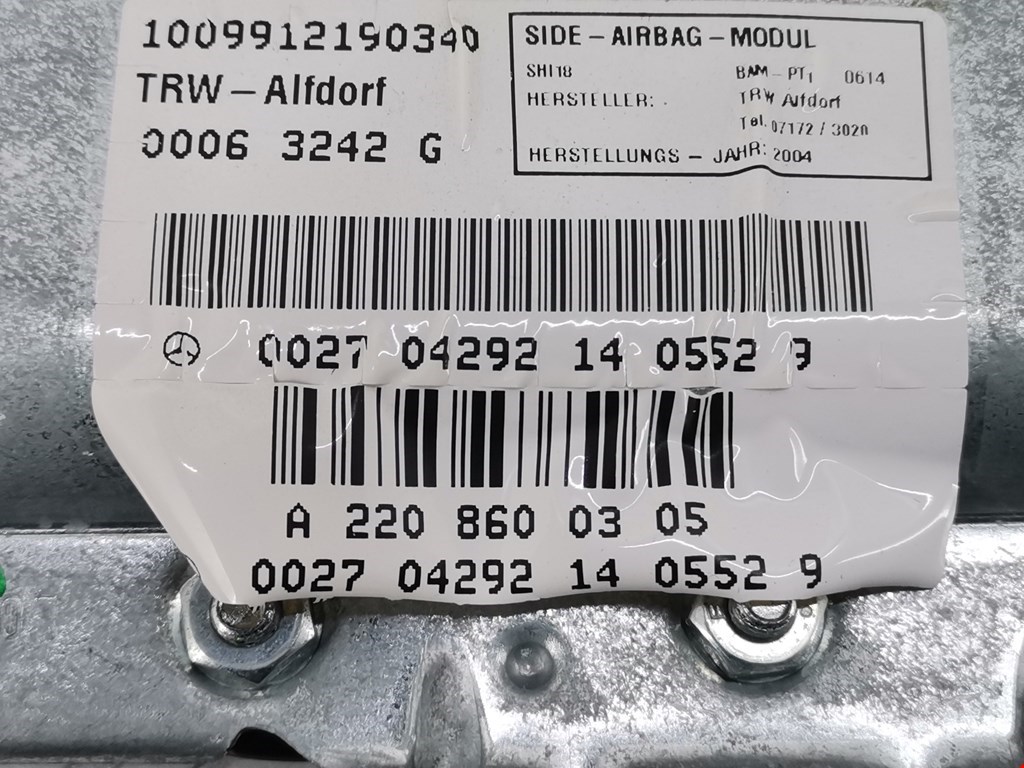 1009912190340
TRW-Alfdorf
0006 3242 G
SIDE-AIRBAG-MODUL
SHI18 BAM-PT1 0614
HERSTELLER: TRW Alfdorf
Tel. 07172/3020
HERSTELLUNGS-JAHR: 2004
0027 04292 14 0552 9
A 220 860 03 05
0027 04292 14 0552 9